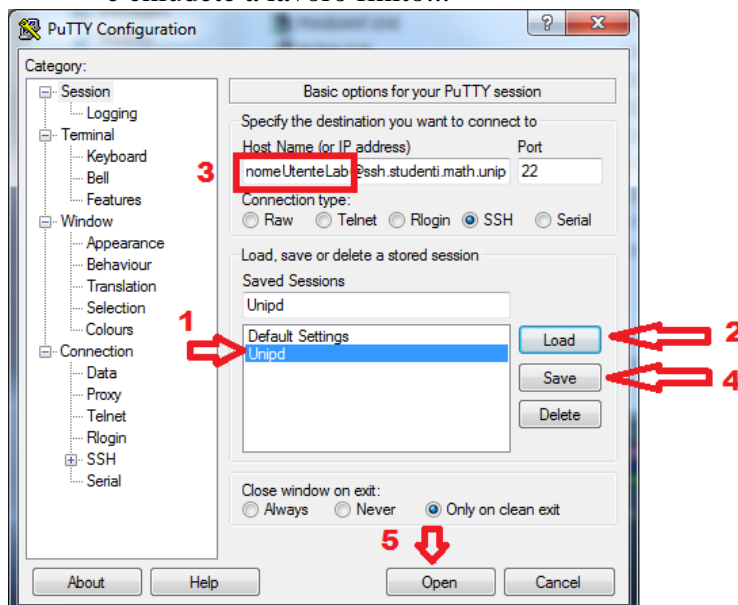 PuTTY Configuration
Category:
Session
Logging
Terminal
Keyboard
Bell
Features
Window
Appearance
Behaviour
Translation
Selection
Colours
Connection
Data
Proxy
Telnet
Rlogin
SSH
Serial
Basic options for your PuTTY session
Specify the destination you want to connect to
Host Name (or IP address) Port
3 nomeUtenteLab@ssh.studenti.math.unip 22
Connection type:
Raw Telnet Rlogin SSH Serial
Load, save or delete a stored session
Saved Sessions
Unipd
1 Default Settings Load 2
Unipd
Save 4
Delete
Close window on exit:
Always Never Only on clean exit
5
About Help Open Cancel